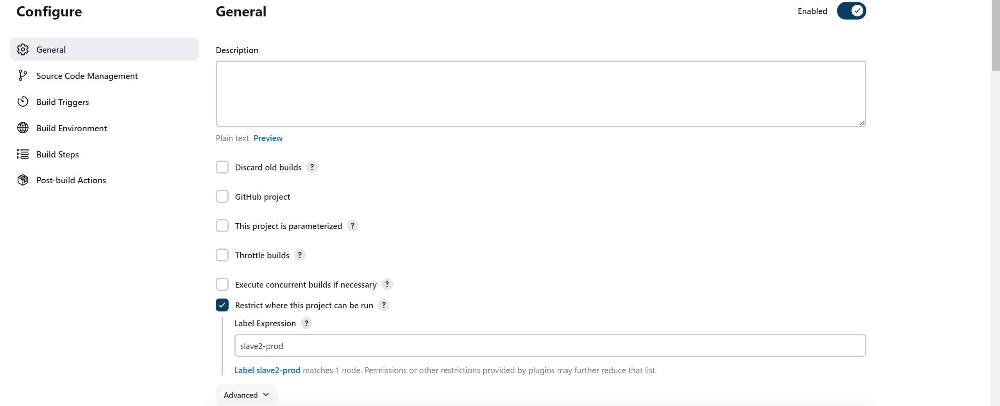 Configure
General
Source Code Management
Build Triggers
Build Environment
Build Steps
Post-build Actions
General
Enabled
Description
Plain text Preview
Discard old builds ?
GitHub project
This project is parameterized ?
Throttle builds ?
Execute concurrent builds if necessary ?
Restrict where this project can be run ?
Label Expression ?
slave2-prod
Label slave2-prod matches 1 node. Permissions or other restrictions provided by plugins may further reduce that list.
Advanced